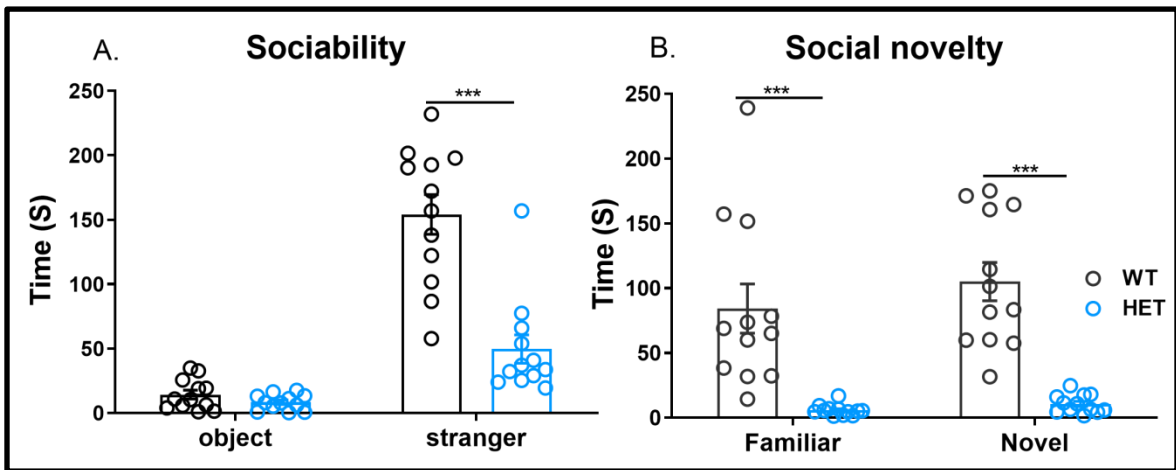 A. Sociability
Time (S)
250
200
150
100
50
0
***
object stranger
B. Social novelty
Time (S)
250
200
150
100
50
0
***
***
Familiar Novel
WT
HET